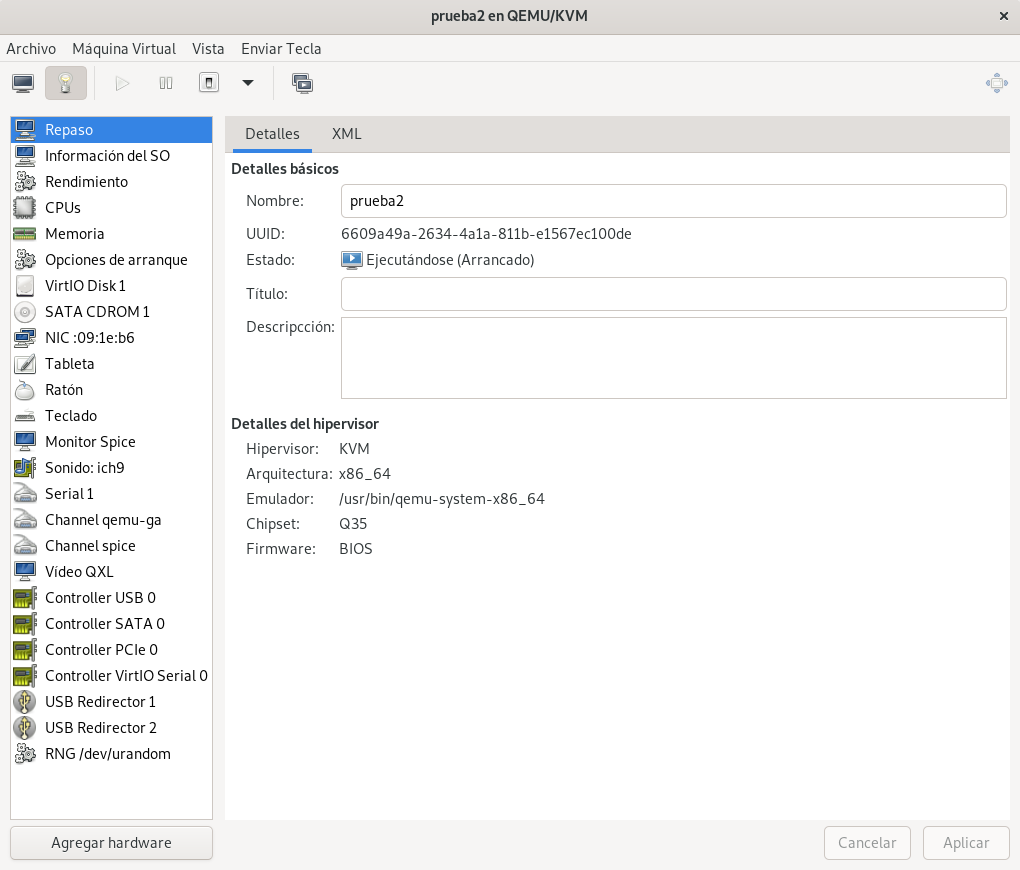 prueba2 en QEMU/KVM
Archivo Máquina Virtual Vista Enviar Tecla
Repaso
Información del SO
Rendimiento
CPUs
Memoria
Opciones de arranque
VirtIO Disk 1
SATA CDROM 1
NIC :09:1e:b6
Tableta
Ratón
Teclado
Monitor Spice
Sonido: ich9
Serial 1
Channel qemu-ga
Channel spice
Vídeo QXL
Controller USB 0
Controller SATA 0
Controller PCIe 0
Controller VirtIO Serial 0
USB Redirector 1
USB Redirector 2
RNG /dev/urandom
Agregar hardware
Detalles XML
Detalles básicos
Nombre: prueba2
UUID: 6609a49a-2634-4a1a-811b-e1567ec100de
Estado: Ejecutándose (Arrancado)
Título:
Descripcción:
Detalles del hipervisor
Hipervisor: KVM
Arquitectura: x86_64
Emulador: /usr/bin/qemu-system-x86_64
Chipset: Q35
Firmware: BIOS
Cancelar Aplicar